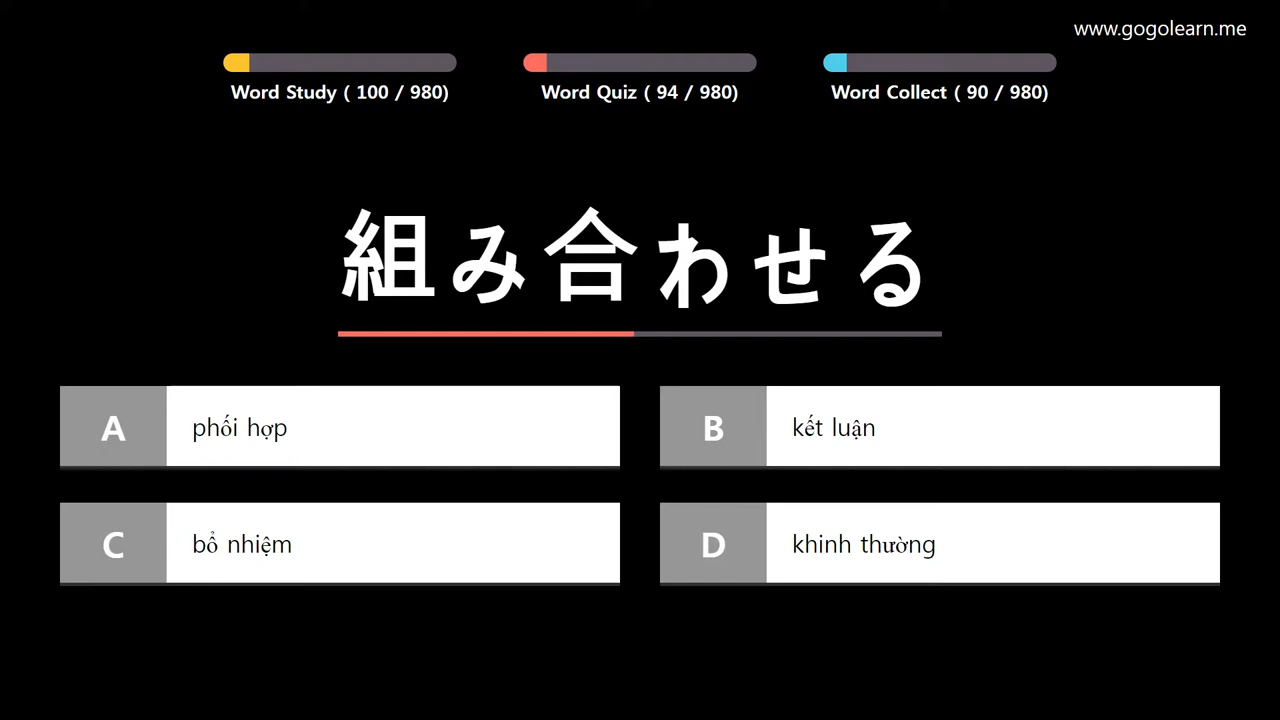 www.gogolearn.me
Word Study ( 100 / 980)
Word Quiz ( 94 / 980)
Word Collect ( 90 / 980)
組み合わせる
A phối hợp
B kết luận
C bổ nhiệm
D khinh thường